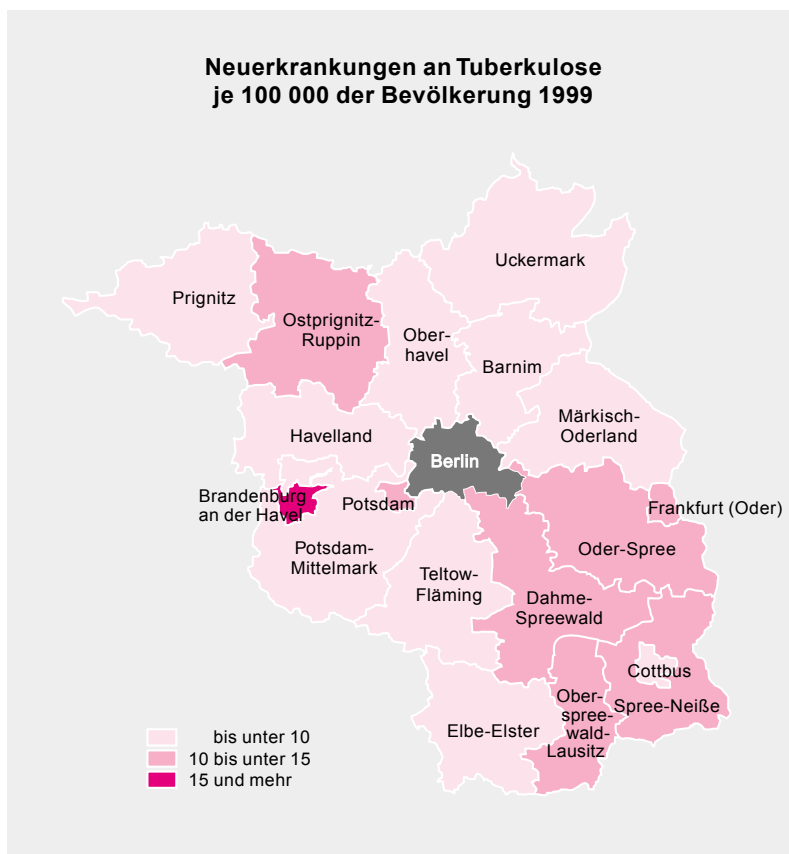 Neuerkrankungen an Tuberkulose
je 100 000 der Bevölkerung 1999
Uckermark
Prignitz
Ostprignitz-
Ruppin
Ober-
havel
Barnim
Märkisch-
Oderland
Havelland
Berlin
Brandenburg
an der Havel
Potsdam
Frankfurt (Oder)
Potsdam-
Mittelmark
Oder-Spree
Teltow-
Fläming
Dahme-
Spreewald
Cottbus
Spree-Neiße
Ober-
spree-
wald-
Lausitz
Elbe-Elster
bis unter 10
10 bis unter 15
15 und mehr